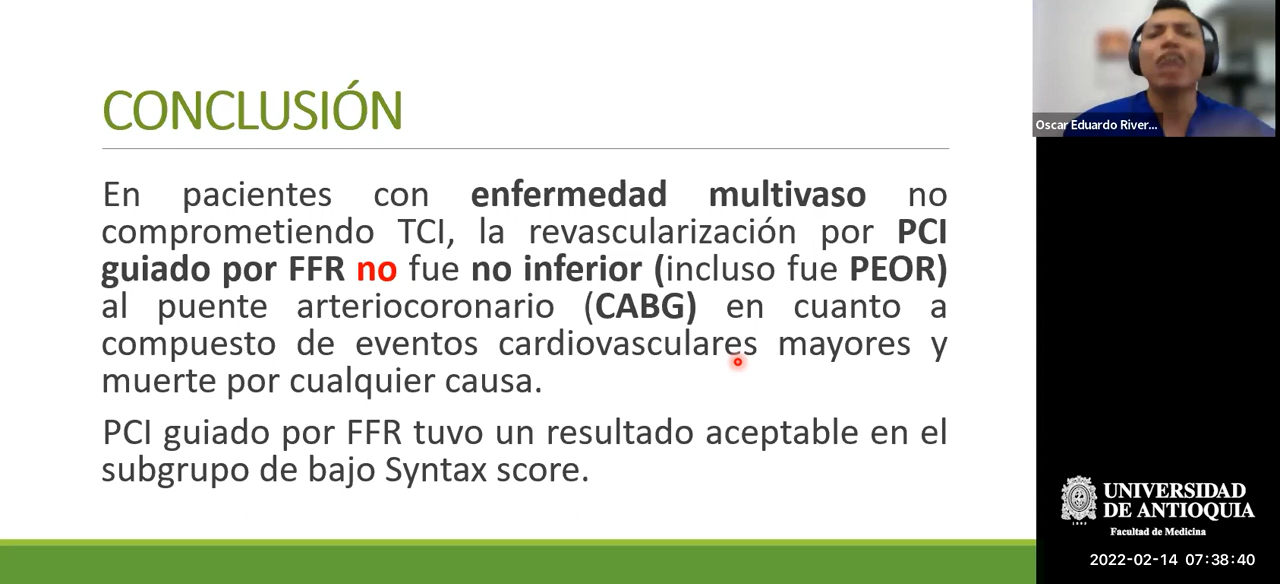 CONCLUSIÓN
En pacientes con enfermedad multivaso no
comprometiendo TCI, la revascularización por PCI
guiado por FFR no fue no inferior (incluso fue PEOR)
al puente arteriocoronario (CABG) en cuanto a
compuesto de eventos cardiovasculares mayores y
muerte por cualquier causa.
PCI guiado por FFR tuvo un resultado aceptable en el
subgrupo de bajo Syntax score.
Oscar Eduardo River...
UNIVERSIDAD
DE ANTIOQUIA
1803
Facultad de Medicina
2022-02-14 07:38:40